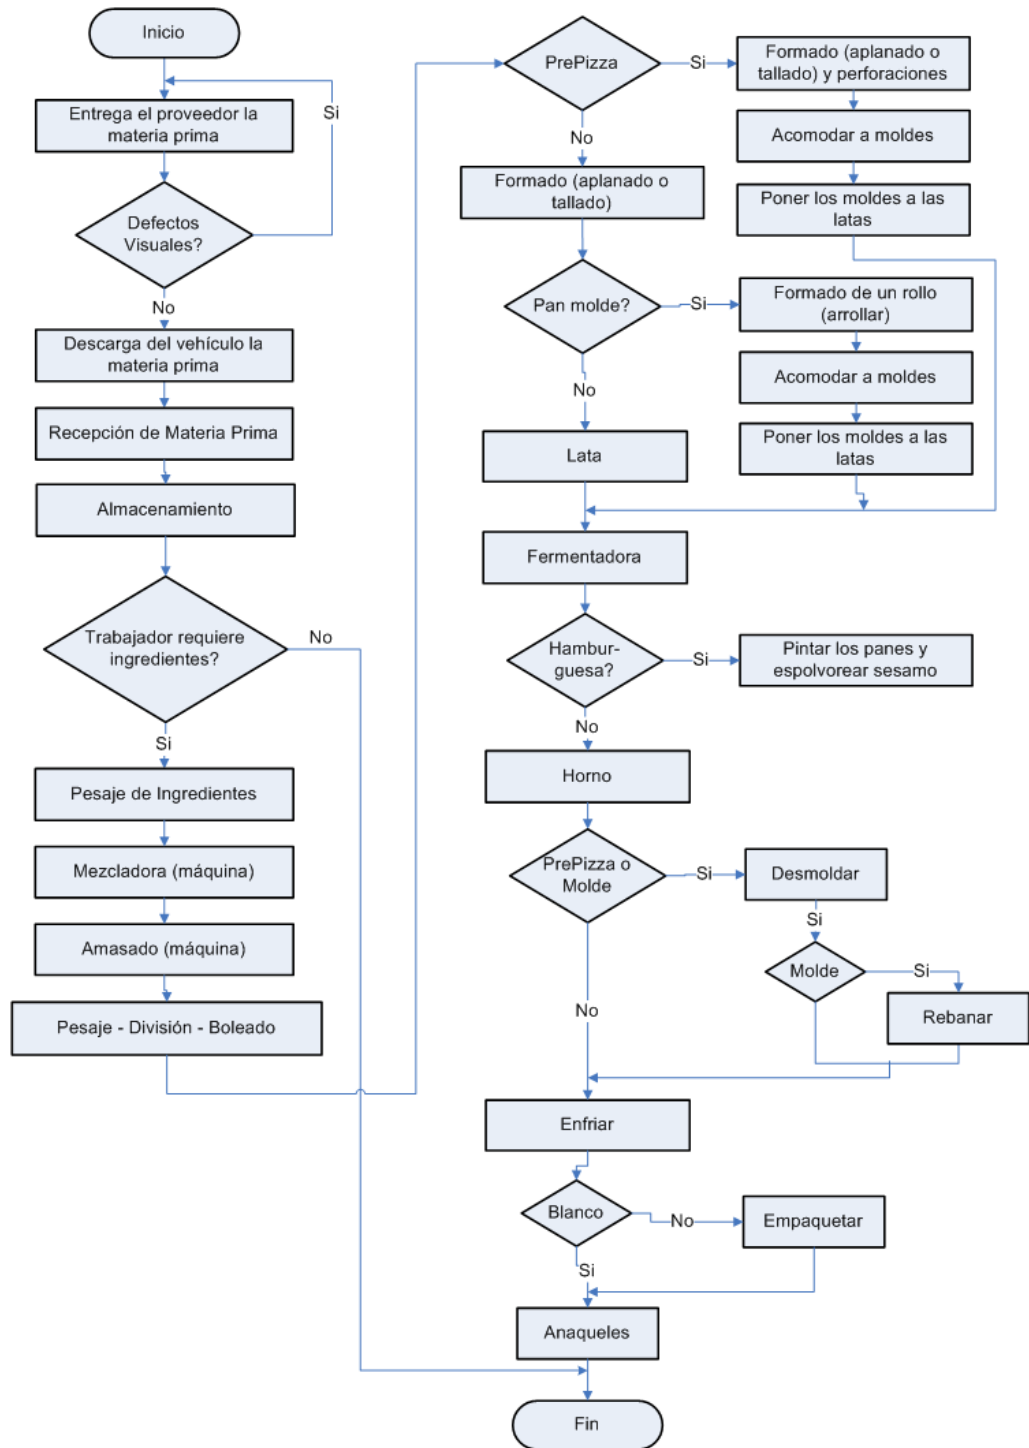 Inicio
Si
Entrega el proveedor la
materia prima
Defectos
Visuales?
No
Descarga del vehículo la
materia prima
Recepción de Materia Prima
Almacenamiento
Trabajador requiere
ingredientes?
No
Si
Pesaje de Ingredientes
Mezcladora (máquina)
Amasado (máquina)
Pesaje - División - Boleado
PrePizza
Si
Formado (aplanado o
tallado) y perforaciones
Acomodar a moldes
Poner los moldes a las
latas
No
Formado (aplanado o
tallado)
Pan molde?
Si
Formado de un rollo
(arrollar)
Acomodar a moldes
Poner los moldes a las
latas
No
Lata
Fermentadora
Hambur-
guesa?
Si
Pintar los panes y
espolvorear sesamo
No
Horno
PrePizza o
Molde
Si
Desmoldar
Si
Molde
Si
Rebanar
No
Enfriar
Blanco
No
Empaquetar
Si
Anaqueles
Fin